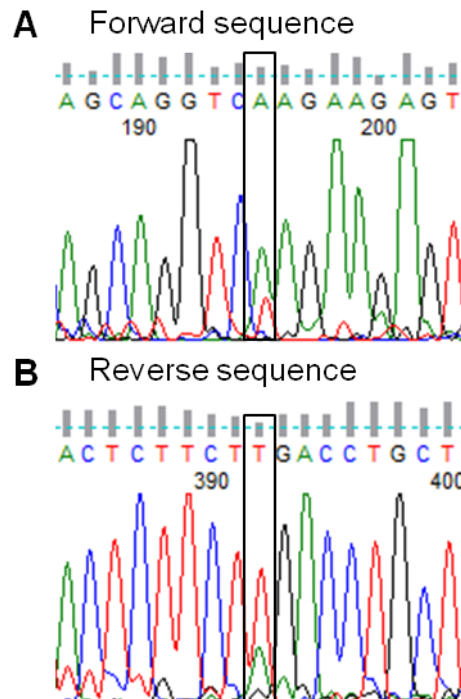 A Forward sequence
A G C A G G T C A A G A A G A G T
190 200
B Reverse sequence
A C T C T T C T T G A C C T G C T
390 400